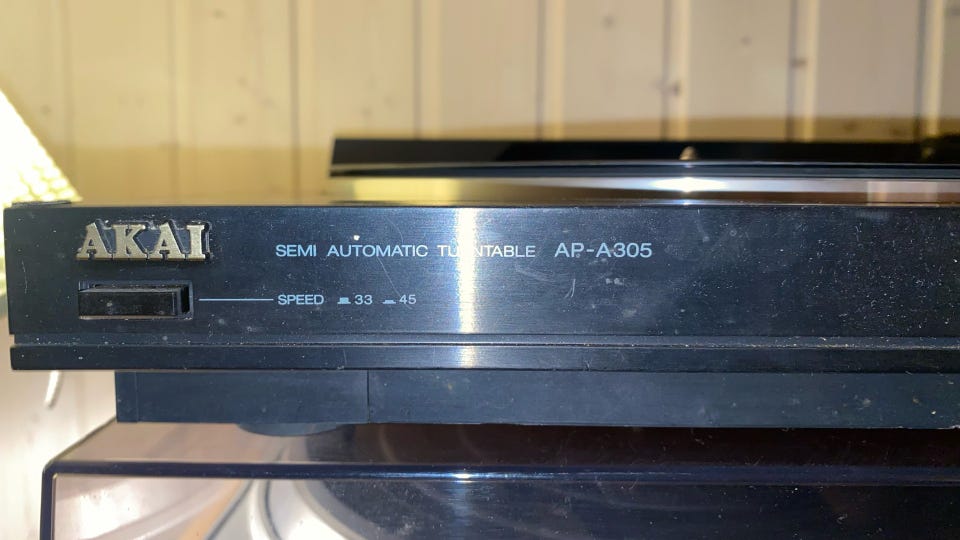 AKAI
SEMI AUTOMATIC TURNTABLE AP-A305
SPEED 33 45